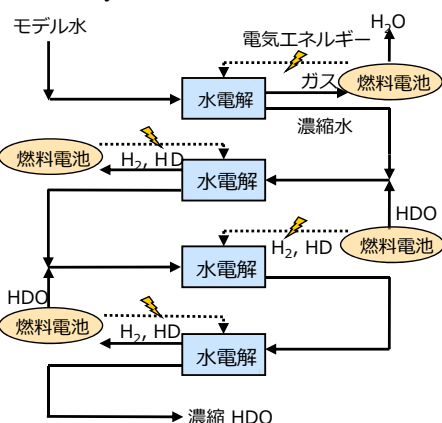 モデル水
H₂O
電気エネルギー
水電解
ガス
燃料電池
濃縮水
燃料電池
H₂, HD
水電解
HDO
水電解
H₂, HD
燃料電池
HDO
燃料電池
H₂, HD
水電解
濃縮 HDO